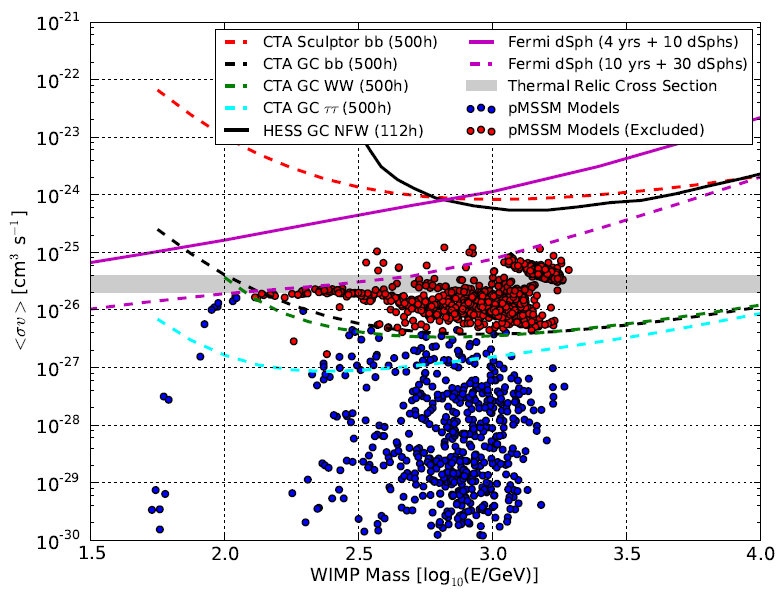 10^-21
10^-22
10^-23
10^-24
10^-25
10^-26
10^-27
10^-28
10^-29
10^-30
<σv> [cm³ s⁻¹]
CTA Sculptor bb (500h)
CTA GC bb (500h)
CTA GC WW (500h)
CTA GC ττ (500h)
HESS GC NFW (112h)
Fermi dSph (4 yrs + 10 dSphs)
Fermi dSph (10 yrs + 30 dSphs)
Thermal Relic Cross Section
pMSSM Models
pMSSM Models (Excluded)
1.5 2.0 2.5 3.0 3.5 4.0
WIMP Mass [log₁₀(E/GeV)]